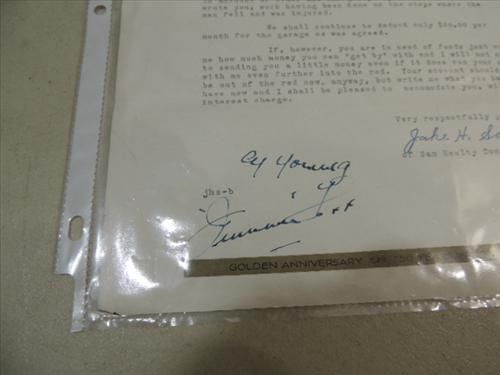 wrote you, work having been done on the steps where the
man fell and was injured.
We shall continue to deduct only $20.00 per
month for the garage as was agreed.
If, however, you are in need of funds just
me how much money you can "get by" with and I will not
to sending you a little money even if it does run your
with me even further into the red. Your account should
be out of the red now, anyway, but write me what you
have now and I shall be pleased to accomodate you,
interest charge.
Very respectfully
Jake H.
of Sam Realty
Cy Young
jhs-b
GOLDEN ANNIVERSARY